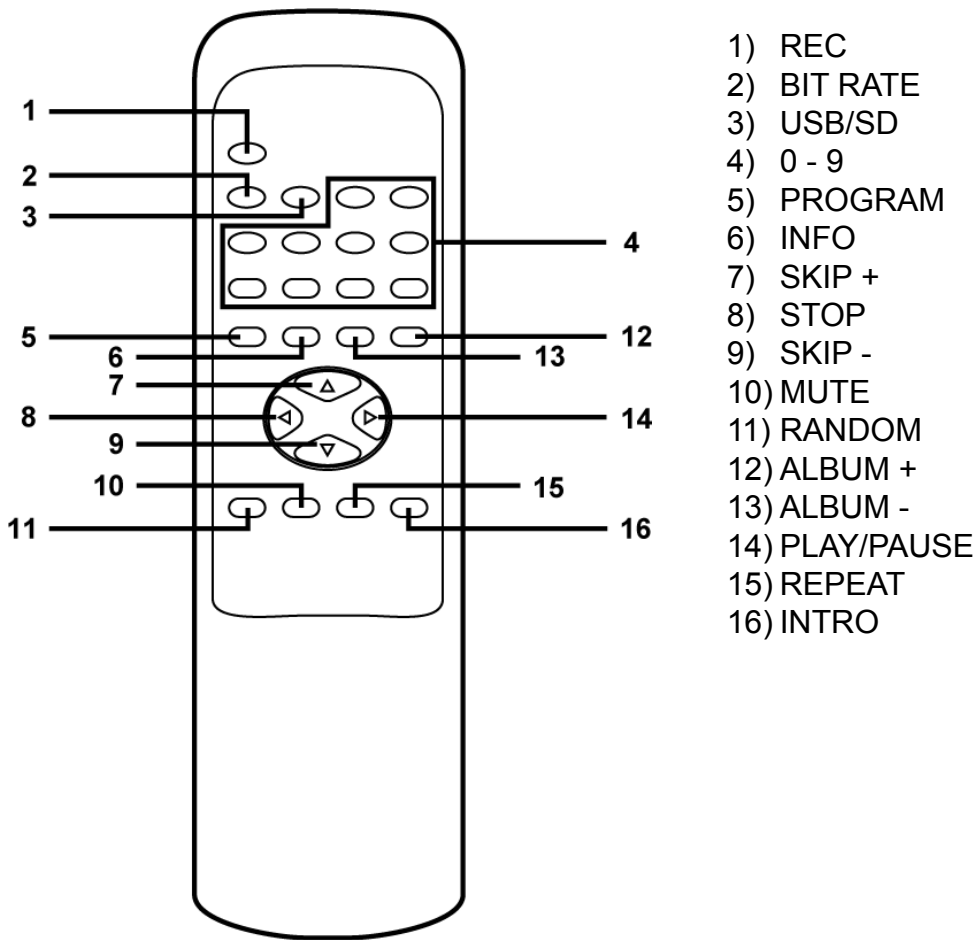 1
2
3
4
5
6
7
8
9
10
11
12
13
14
15
16
1) REC
2) BIT RATE
3) USB/SD
4) 0 - 9
5) PROGRAM
6) INFO
7) SKIP +
8) STOP
9) SKIP -
10) MUTE
11) RANDOM
12) ALBUM +
13) ALBUM -
14) PLAY/PAUSE
15) REPEAT
16) INTRO